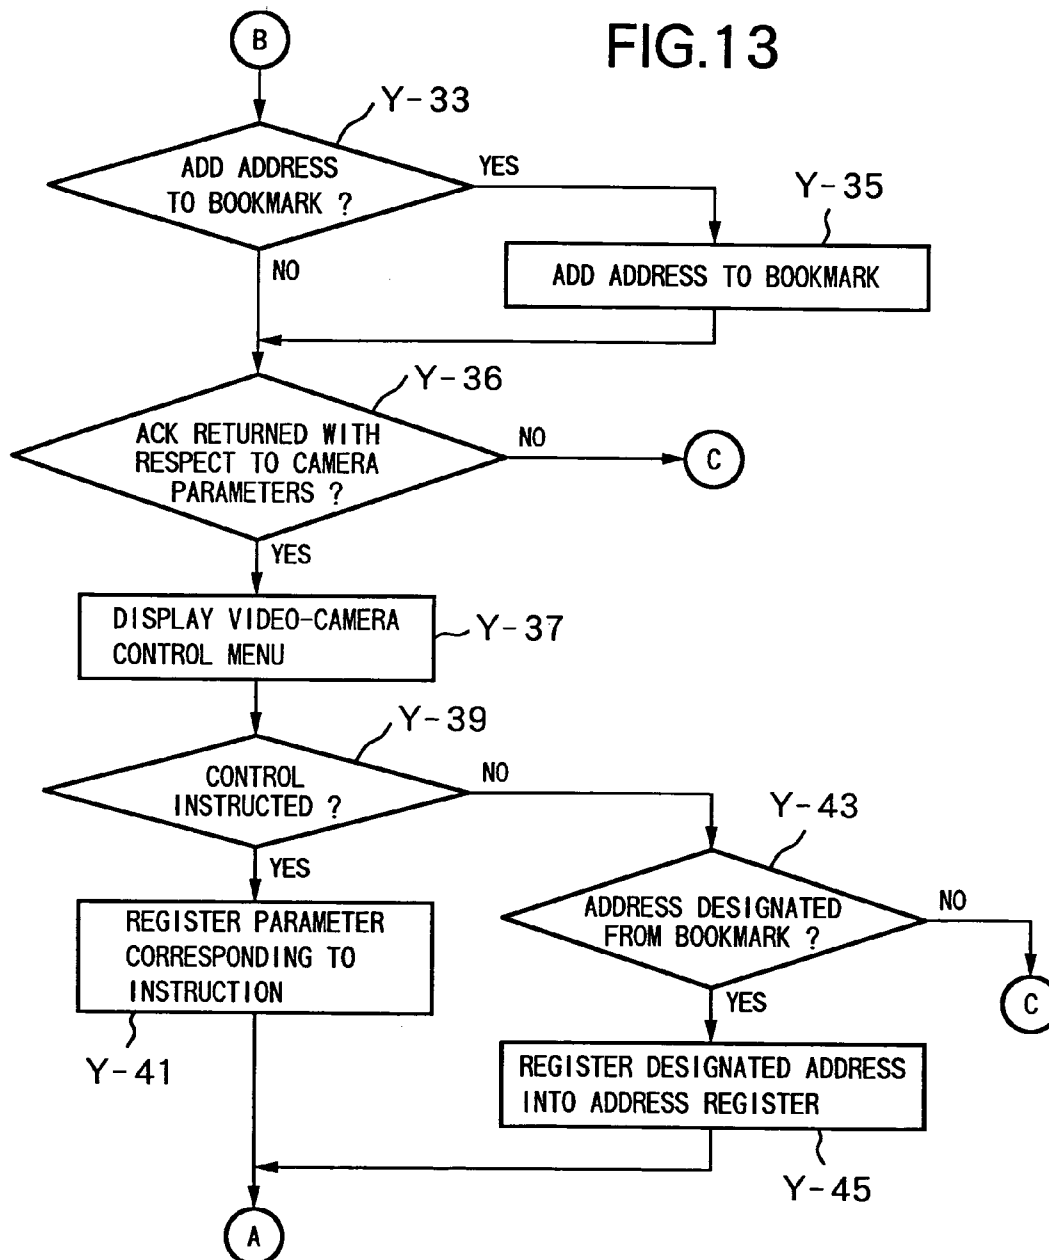 B
FIG.13
Y-33
ADD ADDRESS
TO BOOKMARK ?
YES
Y-35
ADD ADDRESS TO BOOKMARK
NO
Y-36
ACK RETURNED WITH
RESPECT TO CAMERA
PARAMETERS ?
NO
C
YES
DISPLAY VIDEO-CAMERA
CONTROL MENU
Y-37
Y-39
CONTROL
INSTRUCTED ?
NO
Y-43
YES
ADDRESS DESIGNATED
FROM BOOKMARK ?
NO
C
REGISTER PARAMETER
CORRESPONDING TO
INSTRUCTION
Y-41
YES
REGISTER DESIGNATED ADDRESS
INTO ADDRESS REGISTER
Y-45
A